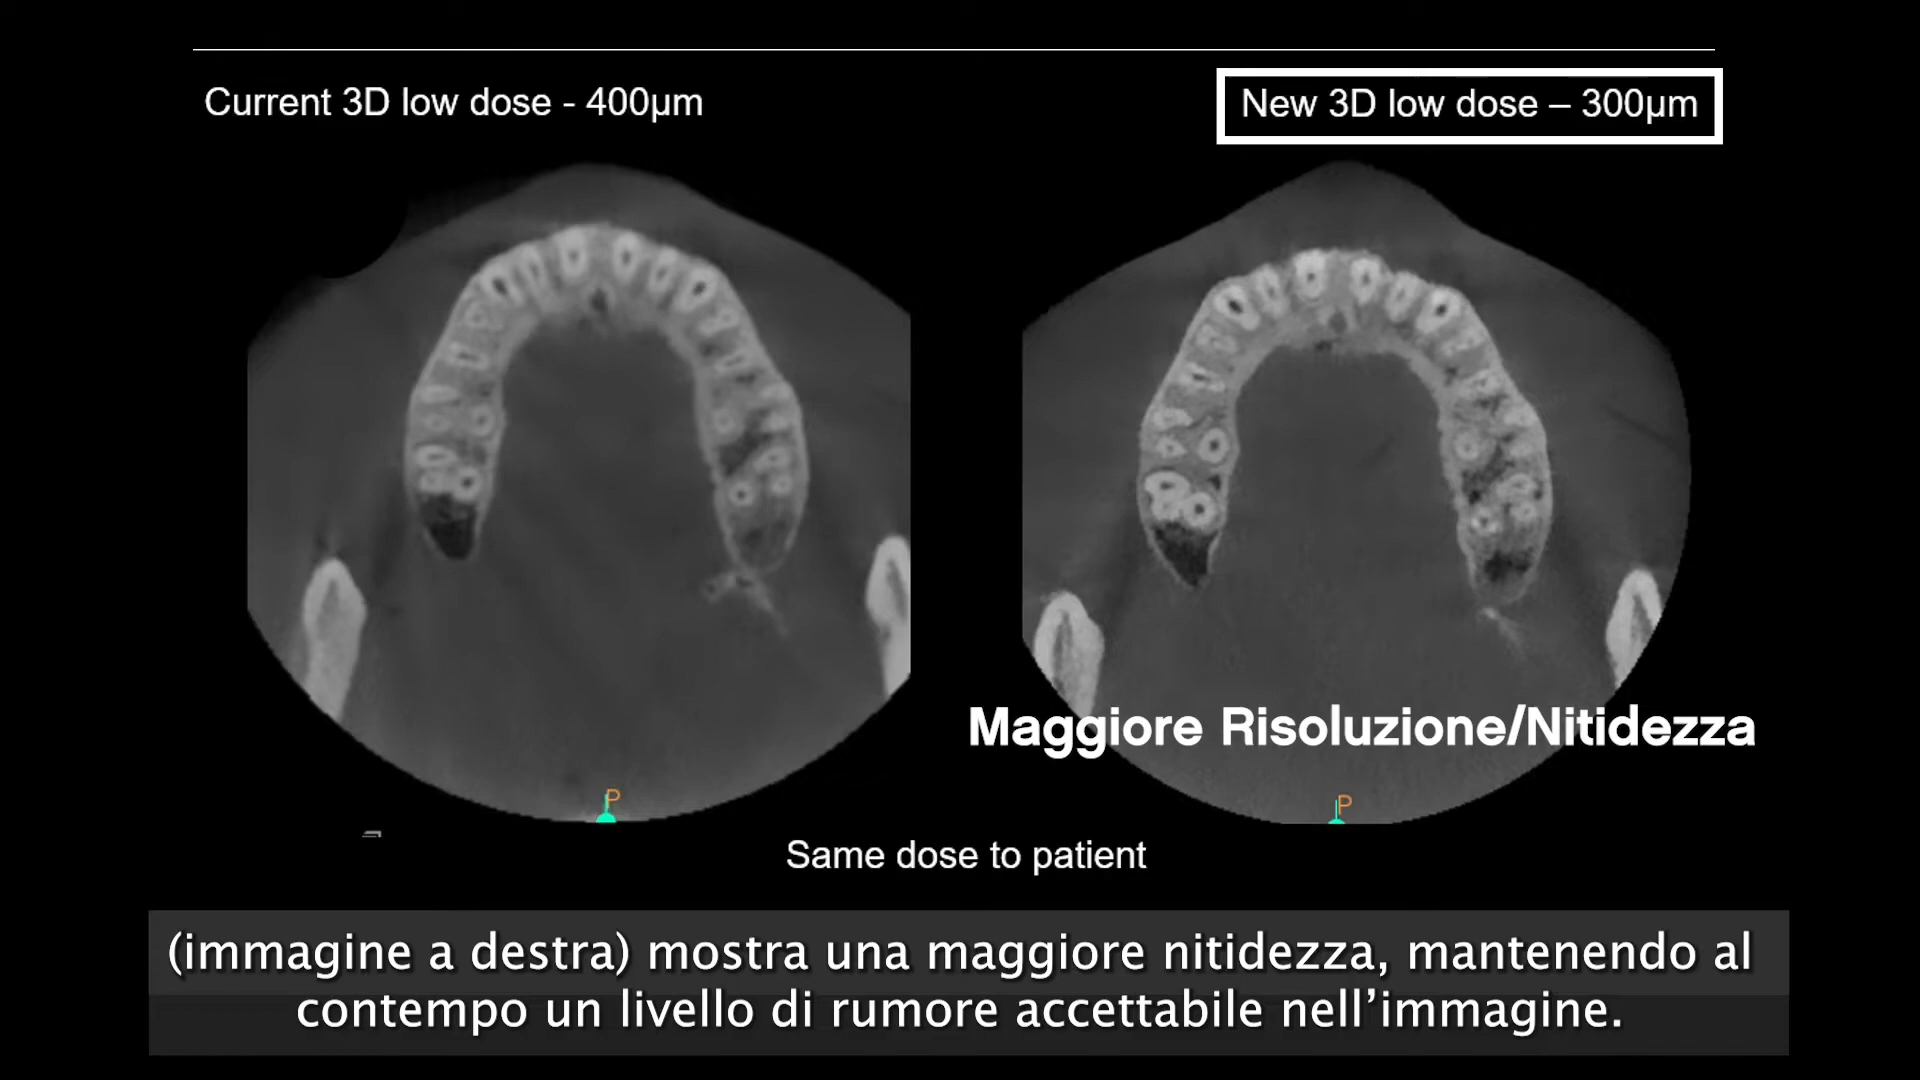 Current 3D low dose - 400µm
New 3D low dose – 300µm
Maggiore Risoluzione/Nitidezza
P
P
Same dose to patient
(immagine a destra) mostra una maggiore nitidezza, mantenendo al
contempo un livello di rumore accettabile nell’immagine.